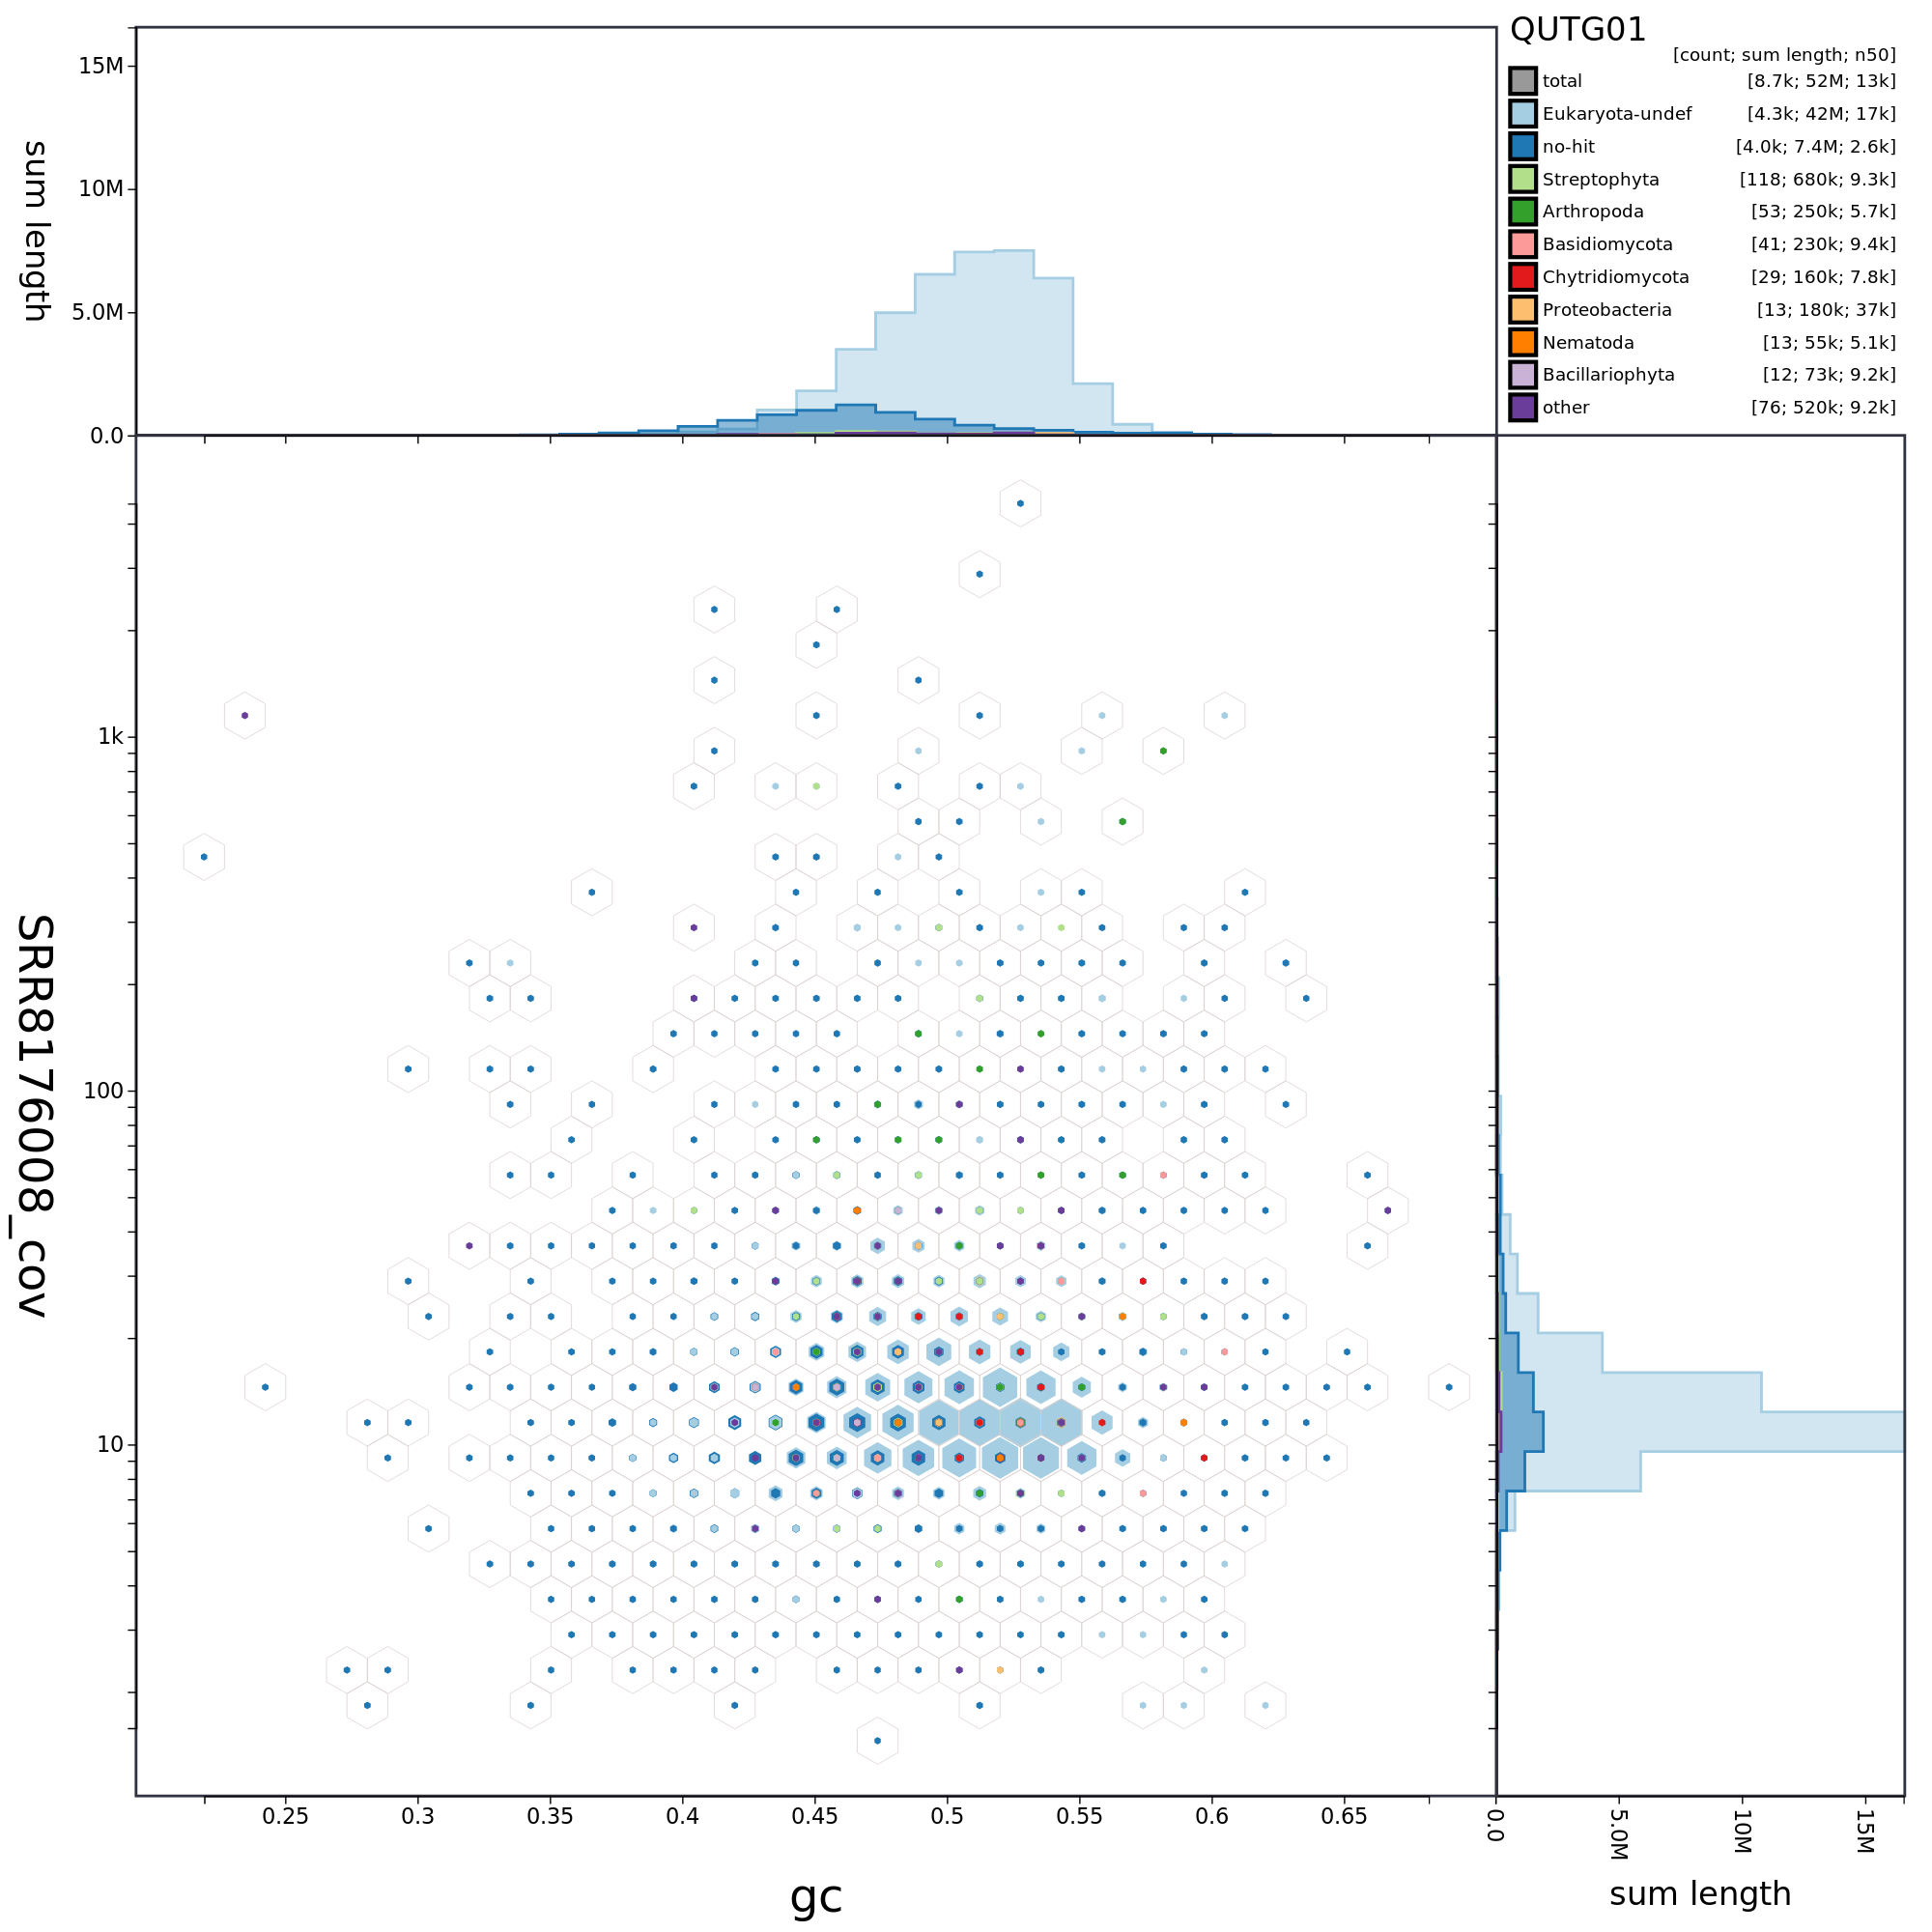 QUTG01
[count; sum length; n50]
total [8.7k; 52M; 13k]
Eukaryota-undef [4.3k; 42M; 17k]
no-hit [4.0k; 7.4M; 2.6k]
Streptophyta [118; 680k; 9.3k]
Arthropoda [53; 250k; 5.7k]
Basidiomycota [41; 230k; 9.4k]
Chytridiomycota [29; 160k; 7.8k]
Proteobacteria [13; 180k; 37k]
Nematoda [13; 55k; 5.1k]
Bacillariophyta [12; 73k; 9.2k]
other [76; 520k; 9.2k]
sum length
15M
10M
5.0M
0.0
SRR8176008_cov
1k
100
10
0.25 0.3 0.35 0.4 0.45 0.5 0.55 0.6 0.65
gc
0.0 5.0M 10M 15M
sum length